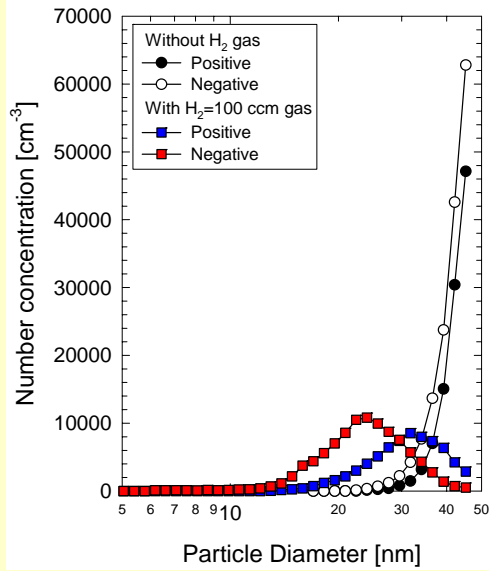 Without H₂ gas
Positive
Negative
With H₂=100 ccm gas
Positive
Negative
70000
60000
50000
40000
30000
20000
10000
0
Number concentration [cm⁻³]
5 6 7 8 9 10 20 30 40 50
Particle Diameter [nm]